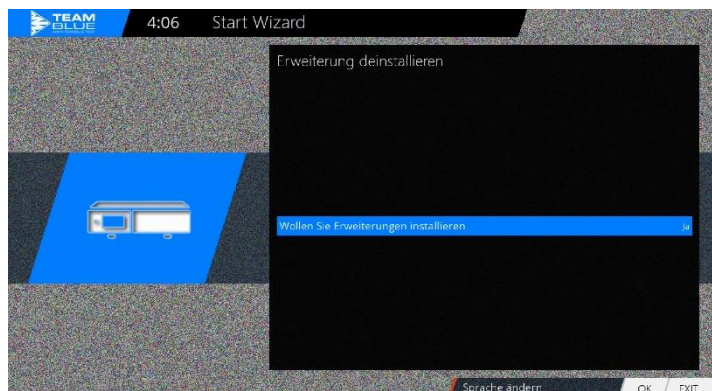 TEAM
BLUE
4:06
Start Wizard
Erweiterung deinstallieren
Wollen Sie Erweiterungen installieren
Ja
Sprache ändern
OK
EXIT